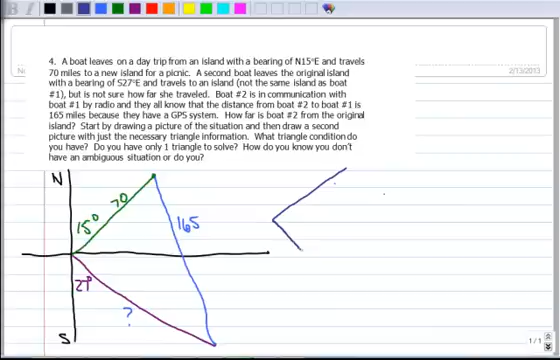 B I
No
2/13/2013
4. A boat leaves on a day trip from an island with a bearing of N15°E and travels
70 miles to a new island for a picnic. A second boat leaves the original island
with a bearing of S27°E and travels to an island (not the same island as boat
#1), but is not sure how far she traveled. Boat #2 is in communication with
boat #1 by radio and they all know that the distance from boat #2 to boat #1 is
165 miles because they have a GPS system. How far is boat #2 from the original
island? Start by drawing a picture of the situation and then draw a second
picture with just the necessary triangle information. What triangle condition do
you have? Do you have only 1 triangle to solve? How do you know you don't
have an ambiguous situation or do you?
N
70
15° 165
27°
?
S
1 / 1